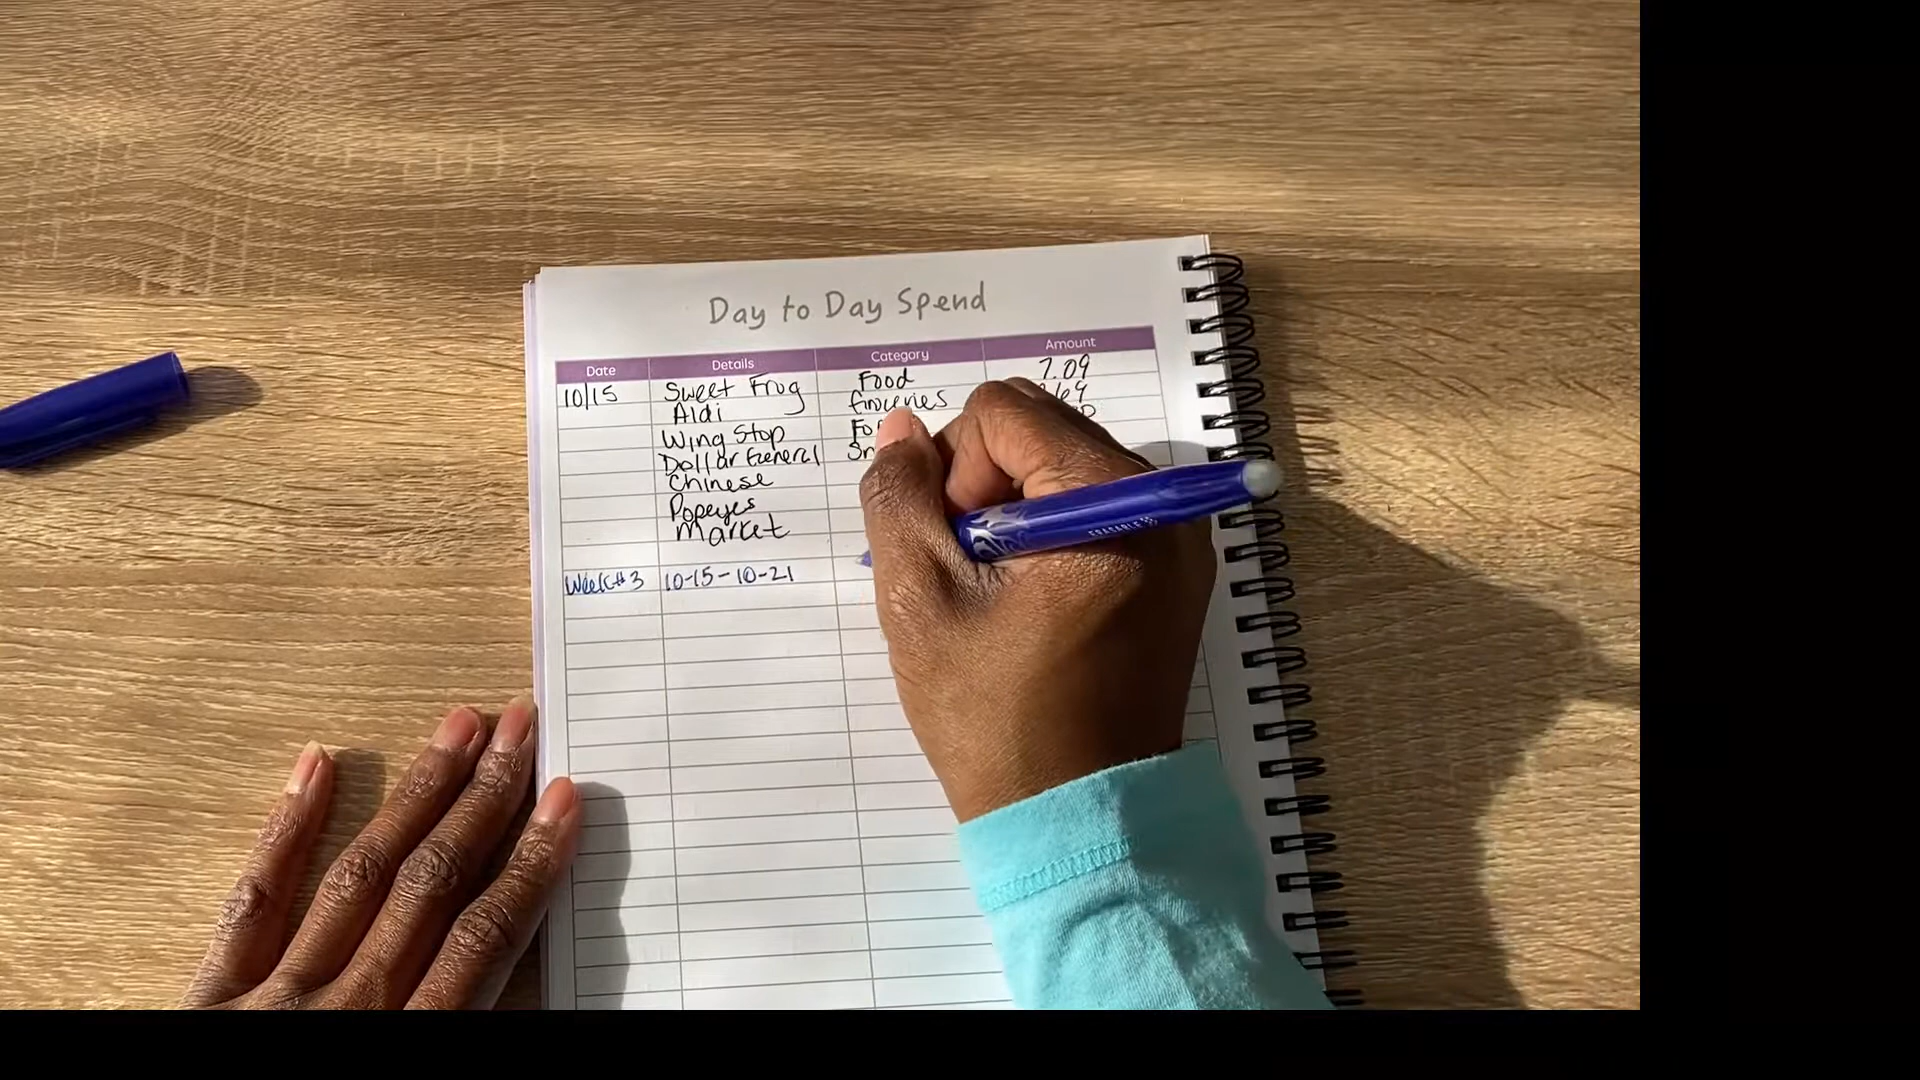 Day to Day Spend
Date Details Category Amount
10/15 Sweet Frog Food 7.09
Aldi Groceries
Wing Stop
Dollar General
Chinese
Popeyes
Market
Week#3 10-15-10-21